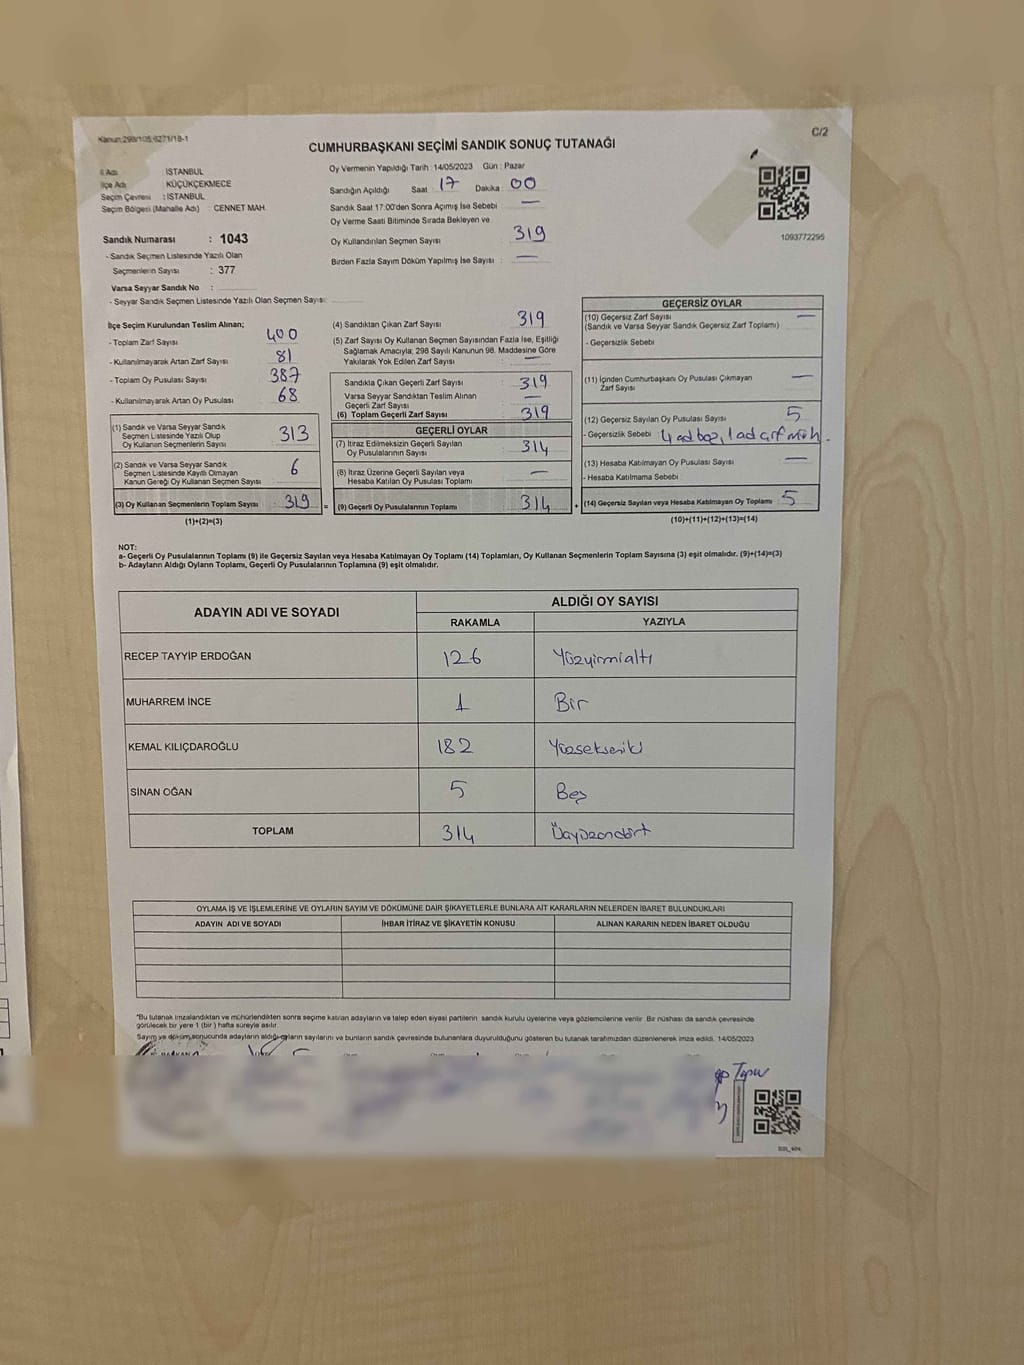 Kanun:298/105;6271/18-1
C/2
CUMHURBAŞKANI SEÇİMİ SANDIK SONUÇ TUTANAĞI
İl Adı : İSTANBUL
İlçe Adı : KÜÇÜKÇEKMECE
Seçim Çevresi : İSTANBUL
Seçim Bölgesi (Mahalle Adı) : CENNET MAH.
Sandık Numarası : 1043
- Sandık Seçmen Listesinde Yazılı Olan
Seçmenlerin Sayısı : 377
Varsa Seyyar Sandık No :
- Seyyar Sandık Seçmen Listesinde Yazılı Olan Seçmen Sayısı:
Oy Vermenin Yapıldığı Tarih :14/05/2023 Gün : Pazar
Sandığın Açıldığı Saat 17 Dakika 00
Sandık Saat 17:00'den Sonra Açılmış İse Sebebi —
Oy Verme Saati Bitiminde Sırada Bekleyen ve
Oy Kullandırılan Seçmen Sayısı 319
Birden Fazla Sayım Döküm Yapılmış İse Sayısı : —
1093772295
İlçe Seçim Kurulundan Teslim Alınan;
- Toplam Zarf Sayısı 400
- Kullanılmayarak Artan Zarf Sayısı 81
- Toplam Oy Pusulası Sayısı 387
- Kullanılmayarak Artan Oy Pusulası 68
(1) Sandık ve Varsa Seyyar Sandık
Seçmen Listesinde Yazılı Olup
Oy Kullanan Seçmenlerin Sayısı 313
(2) Sandık ve Varsa Seyyar Sandık
Seçmen Listesinde Kayıtlı Olmayan
Kanun Gereği Oy Kullanan Seçmen Sayısı 6
(3) Oy Kullanan Seçmenlerin Toplam Sayısı 319 =
(1)+(2)=(3)
(4) Sandıktan Çıkan Zarf Sayısı 319
(5) Zarf Sayısı Oy Kullanan Seçmen Sayısından Fazla İse, Eşitliği
Sağlamak Amacıyla; 298 Sayılı Kanunun 98. Maddesine Göre
Yakılarak Yok Edilen Zarf Sayısı —
Sandıkta Çıkan Geçerli Zarf Sayısı 319
Varsa Seyyar Sandıktan Teslim Alınan
Geçerli Zarf Sayısı —
(6) Toplam Geçerli Zarf Sayısı 319
GEÇERLİ OYLAR
(7) İtiraz Edilmeksizin Geçerli Sayılan
Oy Pusulalarının Sayısı 314
(8) İtiraz Üzerine Geçerli Sayılan veya
Hesaba Katılan Oy Pusulası Toplamı —
(9) Geçerli Oy Pusulalarının Toplamı 314 +
GEÇERSİZ OYLAR
(10) Geçersiz Zarf Sayısı —
(Sandık ve Varsa Seyyar Sandık Geçersiz Zarf Toplamı)
- Geçersizlik Sebebi
(11) İçinden Cumhurbaşkanı Oy Pusulası Çıkmayan
Zarf Sayısı —
(12) Geçersiz Sayılan Oy Pusulası Sayısı 5
- Geçersizlik Sebebi 4 ad boz, 1 ad çift müh.
(13) Hesaba Katılmayan Oy Pusulası Sayısı —
- Hesaba Katılmama Sebebi
(14) Geçersiz Sayılan veya Hesaba Katılmayan Oy Toplamı 5
(10)+(11)+(12)+(13)=(14)
NOT:
a- Geçerli Oy Pusulalarının Toplamı (9) ile Geçersiz Sayılan veya Hesaba Katılmayan Oy Toplamı (14) Toplamları, Oy Kullanan Seçmenlerin Toplam Sayısına (3) eşit olmalıdır. (9)+(14)=(3)
b- Adayların Aldığı Oyların Toplamı, Geçerli Oy Pusulalarının Toplamına (9) eşit olmalıdır.
ADAYIN ADI VE SOYADI ALDIĞI OY SAYISI
RAKAMLA YAZIYLA
RECEP TAYYİP ERDOĞAN 126 Yüzyirmialtı
MUHARREM İNCE 1 Bir
KEMAL KILIÇDAROĞLU 182 Yüzsekseniki
SİNAN OĞAN 5 Beş
TOPLAM 314 Üçyüzondört
OYLAMA İŞ VE İŞLEMLERİNE VE OYLARIN SAYIM VE DÖKÜMÜNE DAİR ŞİKAYETLERLE BUNLARA AİT KARARLARIN NELERDEN İBARET BULUNDUKLARI
ADAYIN ADI VE SOYADI İHBAR İTİRAZ VE ŞİKAYETİN KONUSU ALINAN KARARIN NEDEN İBARET OLDUĞU
*Bu tutanak imzalandıktan ve mühürlendikten sonra seçime katılan adayların ve talep eden siyasi partilerin sandık kurulu üyelerine veya gözlemcilerine verilir. Bir nüshası da sandık çevresinde
görülecek bir yere 1 (bir ) hafta süreyle asılır.
Sayım ve döküm sonucunda adayların aldığı oyların sayılarını ve bunların sandık çevresinde bulunanlara duyurulduğunu gösteren bu tutanak tarafımızdan düzenlenerek imza edildi. 14/05/2023